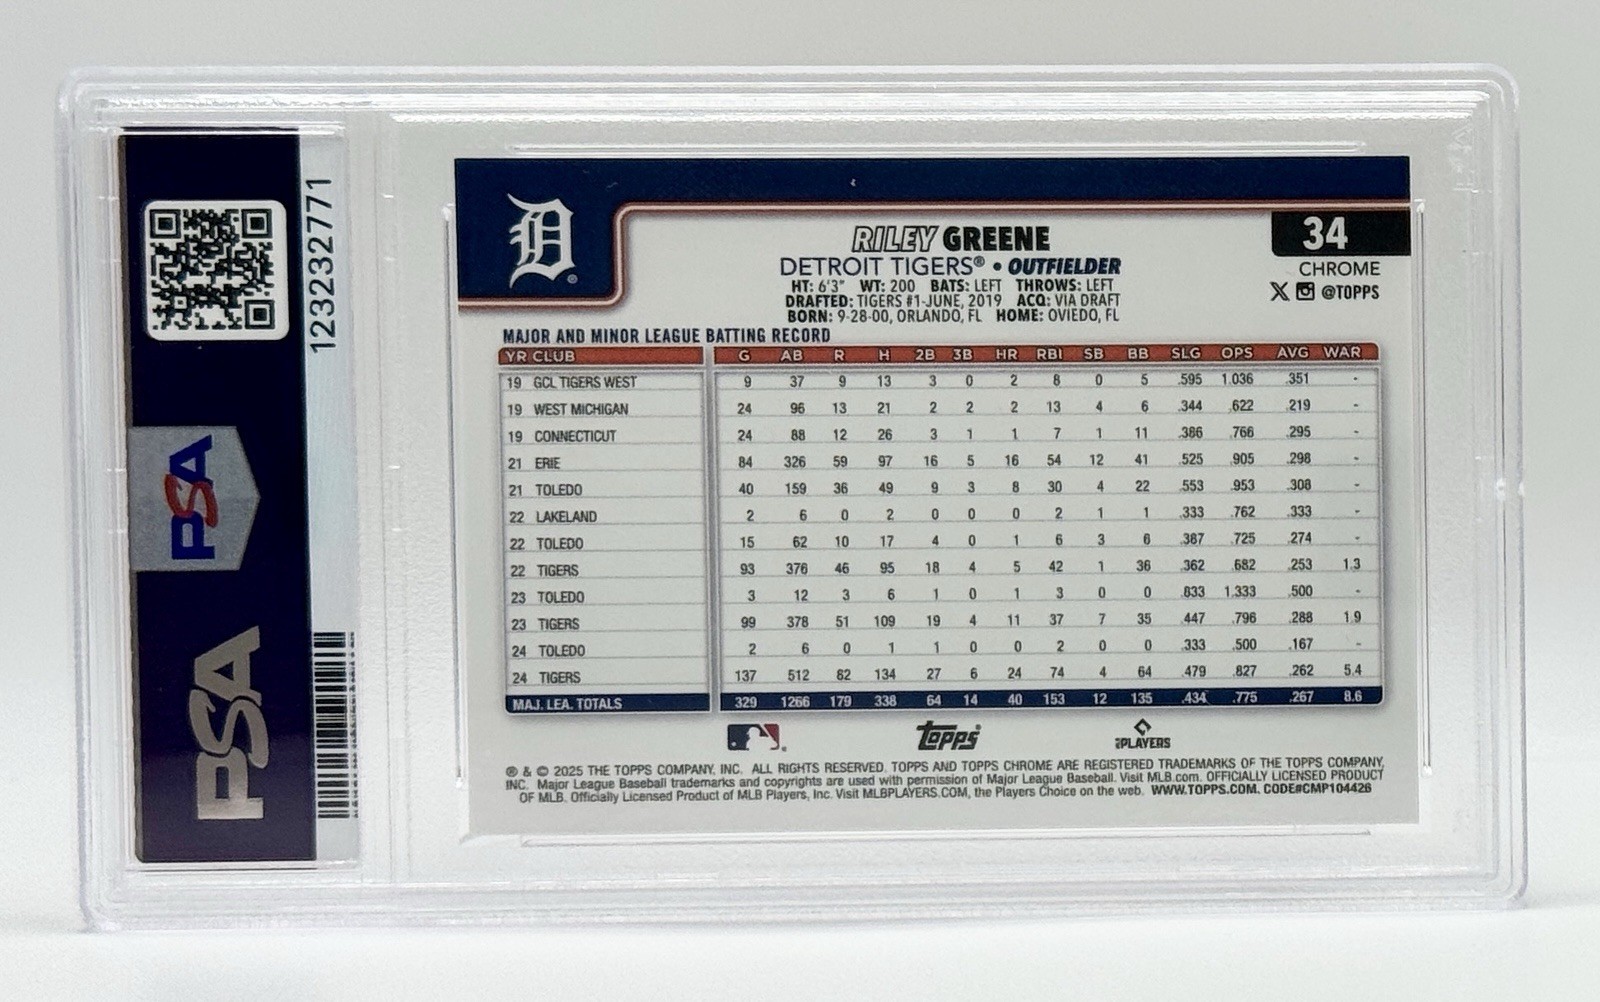 123232771
PSA
PSA
D
RILEY GREENE
34
DETROIT TIGERS® • OUTFIELDER
CHROME
HT: 6'3" WT: 200 BATS: LEFT THROWS: LEFT
@TOPPS
DRAFTED: TIGERS #1-JUNE, 2019 ACQ: VIA DRAFT
BORN: 9-28-00, ORLANDO, FL HOME: OVIEDO, FL
MAJOR AND MINOR LEAGUE BATTING RECORD
YR CLUB G AB R H 2B 3B HR RBI SB BB SLG OPS AVG WAR
19 GCL TIGERS WEST 9 37 9 13 3 0 2 8 0 5 .595 1.036 .351 -
19 WEST MICHIGAN 24 96 13 21 2 2 2 13 4 6 .344 .622 .219 -
19 CONNECTICUT 24 88 12 26 3 1 1 7 1 11 .386 .766 .295 -
21 ERIE 84 326 59 97 16 5 16 54 12 41 .525 .905 .298 -
21 TOLEDO 40 159 36 49 9 3 8 30 4 22 .553 .953 .308 -
22 LAKELAND 2 6 0 2 0 0 0 2 1 1 .333 .762 .333 -
22 TOLEDO 15 62 10 17 4 0 1 6 3 6 .387 .725 .274 -
22 TIGERS 93 376 46 95 18 4 5 42 1 36 .362 .682 .253 1.3
23 TOLEDO 3 12 3 6 1 0 1 3 0 0 .833 1.333 .500 -
23 TIGERS 99 378 51 109 19 4 11 37 7 35 .447 .796 .288 1.9
24 TOLEDO 2 6 0 1 1 0 0 2 0 0 .333 .500 .167 -
24 TIGERS 137 512 82 134 27 6 24 74 4 64 .479 .827 .262 5.4
MAJ. LEA. TOTALS 329 1266 179 338 64 14 40 153 12 135 .434 .775 .267 8.6
Topps
PLAYERS
® & © 2025 THE TOPPS COMPANY, INC. ALL RIGHTS RESERVED. TOPPS AND TOPPS CHROME ARE REGISTERED TRADEMARKS OF THE TOPPS COMPANY,
INC. Major League Baseball trademarks and copyrights are used with permission of Major League Baseball. Visit MLB.com. OFFICIALLY LICENSED PRODUCT
OF MLB. Officially Licensed Product of MLB Players, Inc. Visit MLBPLAYERS.COM, the Players Choice on the web. WWW.TOPPS.COM. CODE#CMP104426